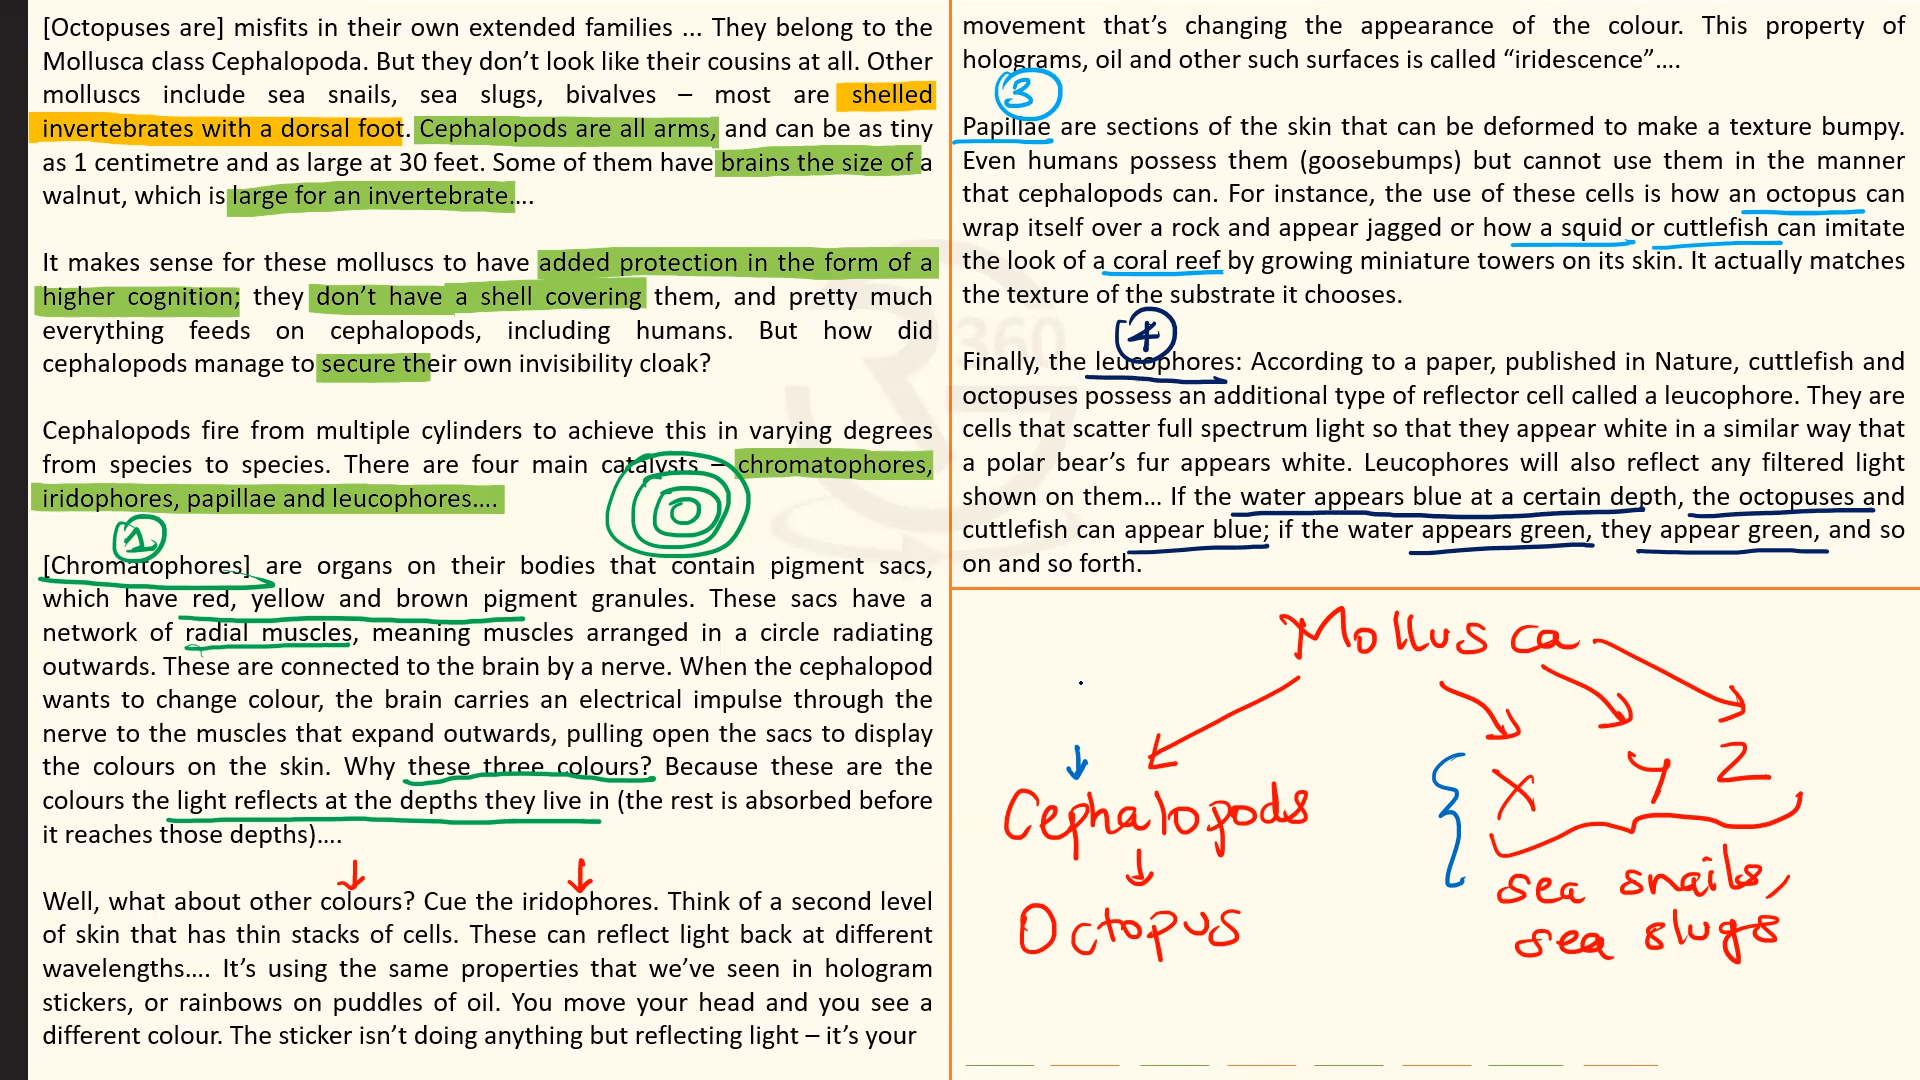 [Octopuses are] misfits in their own extended families ... They belong to the
Mollusca class Cephalopoda. But they don’t look like their cousins at all. Other
molluscs include sea snails, sea slugs, bivalves – most are shelled
invertebrates with a dorsal foot. Cephalopods are all arms, and can be as tiny
as 1 centimetre and as large at 30 feet. Some of them have brains the size of a
walnut, which is large for an invertebrate....
It makes sense for these molluscs to have added protection in the form of a
higher cognition; they don’t have a shell covering them, and pretty much
everything feeds on cephalopods, including humans. But how did
cephalopods manage to secure their own invisibility cloak?
Cephalopods fire from multiple cylinders to achieve this in varying degrees
from species to species. There are four main catalysts – chromatophores,
iridophores, papillae and leucophores....
1
[Chromatophores] are organs on their bodies that contain pigment sacs,
which have red, yellow and brown pigment granules. These sacs have a
network of radial muscles, meaning muscles arranged in a circle radiating
outwards. These are connected to the brain by a nerve. When the cephalopod
wants to change colour, the brain carries an electrical impulse through the
nerve to the muscles that expand outwards, pulling open the sacs to display
the colours on the skin. Why these three colours? Because these are the
colours the light reflects at the depths they live in (the rest is absorbed before
it reaches those depths)....
Well, what about other colours? Cue the iridophores. Think of a second level
of skin that has thin stacks of cells. These can reflect light back at different
wavelengths.... It’s using the same properties that we’ve seen in hologram
stickers, or rainbows on puddles of oil. You move your head and you see a
different colour. The sticker isn’t doing anything but reflecting light – it’s your
movement that’s changing the appearance of the colour. This property of
holograms, oil and other such surfaces is called “iridescence”....
3
Papillae are sections of the skin that can be deformed to make a texture bumpy.
Even humans possess them (goosebumps) but cannot use them in the manner
that cephalopods can. For instance, the use of these cells is how an octopus can
wrap itself over a rock and appear jagged or how a squid or cuttlefish can imitate
the look of a coral reef by growing miniature towers on its skin. It actually matches
the texture of the substrate it chooses.
4
360
Finally, the leucophores: According to a paper, published in Nature, cuttlefish and
octopuses possess an additional type of reflector cell called a leucophore. They are
cells that scatter full spectrum light so that they appear white in a similar way that
a polar bear’s fur appears white. Leucophores will also reflect any filtered light
shown on them... If the water appears blue at a certain depth, the octopuses and
cuttlefish can appear blue; if the water appears green, they appear green, and so
on and so forth.
Mollusca
X Y Z
Cephalopods
sea snails,
Octopus
sea slugs